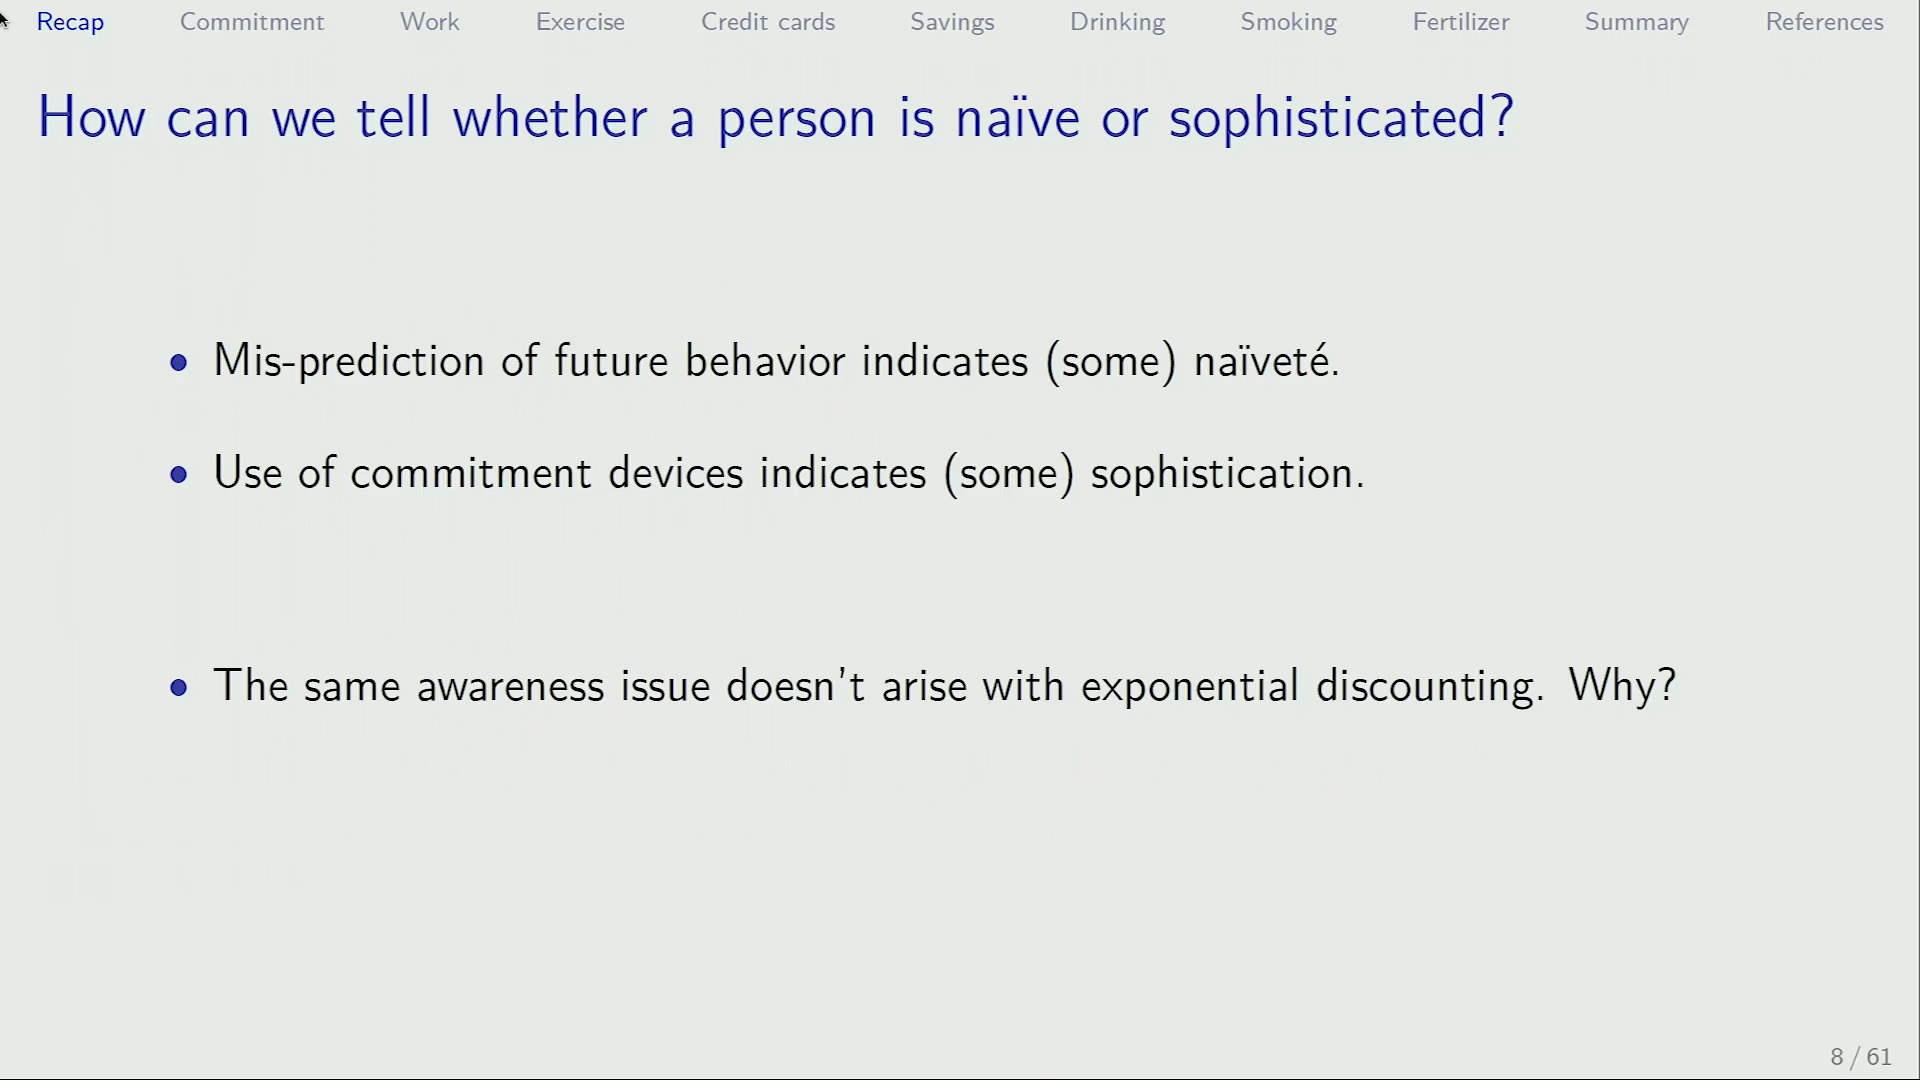 Recap Commitment Work Exercise Credit cards Savings Drinking Smoking Fertilizer Summary References
How can we tell whether a person is naïve or sophisticated?
• Mis-prediction of future behavior indicates (some) naïveté.
• Use of commitment devices indicates (some) sophistication.
• The same awareness issue doesn't arise with exponential discounting. Why?
8 / 61